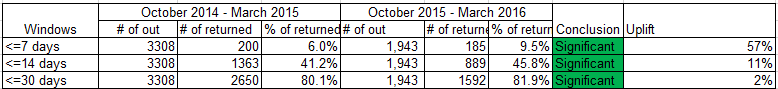 Windows October 2014 - March 2015 October 2015 - March 2016 Conclusion Uplift
# of out # of returned % of returned # of out # of returne % of return
<=7 days 3308 200 6.0% 1,943 185 9.5% Significant 57%
<=14 days 3308 1363 41.2% 1,943 889 45.8% Significant 11%
<=30 days 3308 2650 80.1% 1,943 1592 81.9% Significant 2%